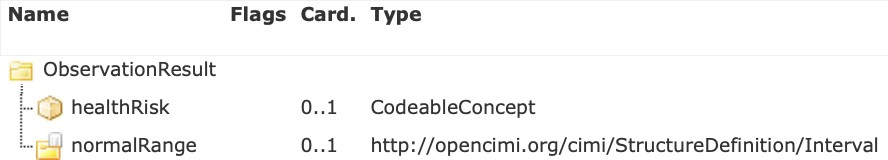 Name Flags Card. Type
ObservationResult
healthRisk 0..1 CodeableConcept
normalRange 0..1 http://opencimi.org/cimi/StructureDefinition/Interval